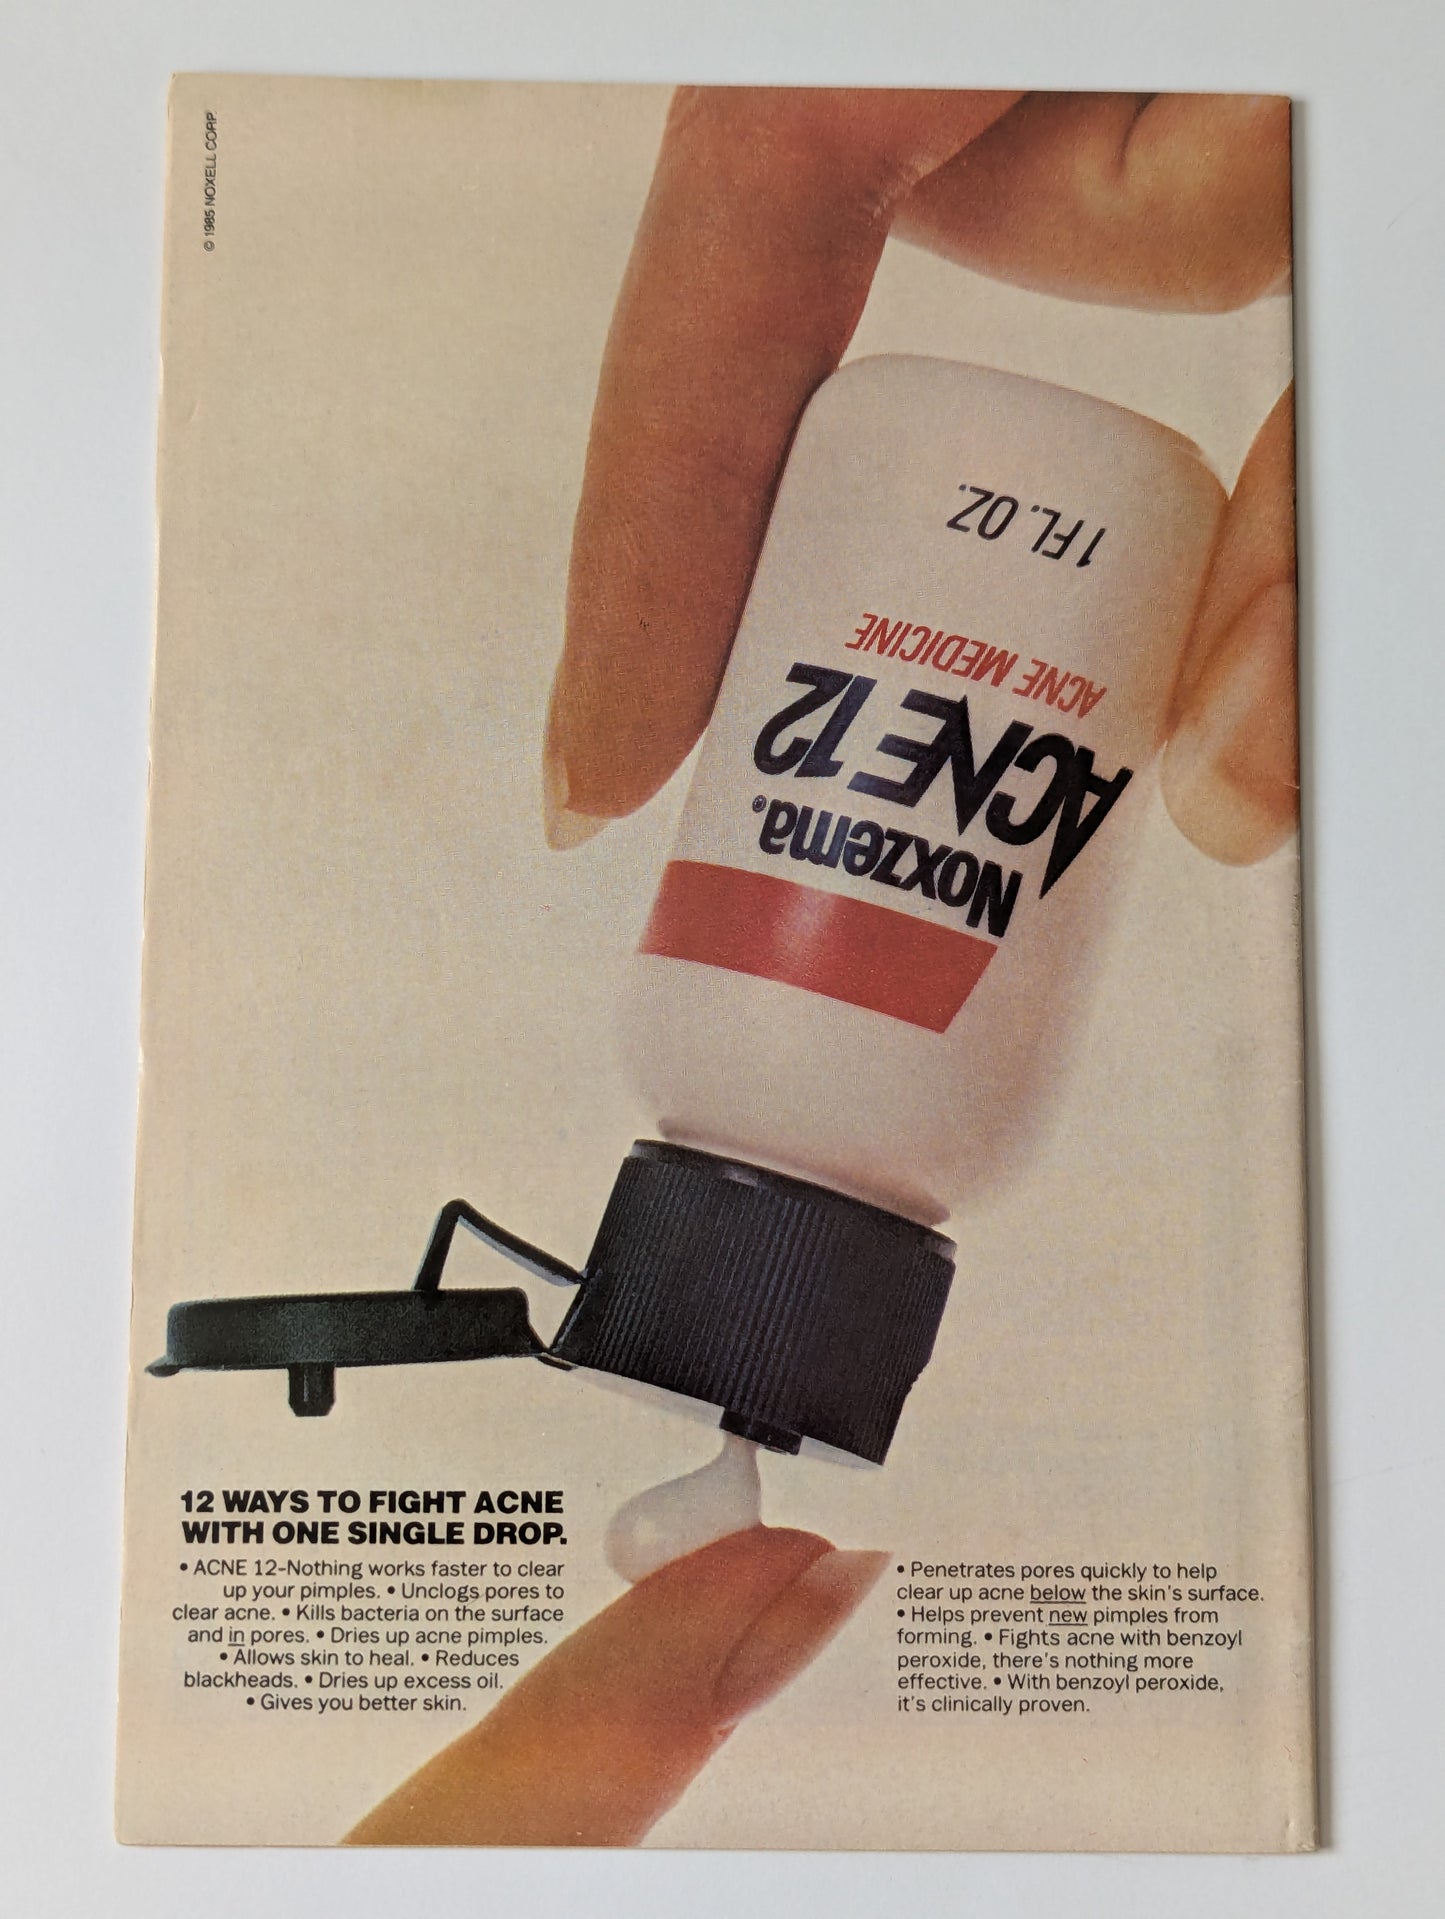 © 1985 NOXELL CORP.
1 FL. OZ.
ACNE MEDICINE
ACNE 12
Noxzema®
12 WAYS TO FIGHT ACNE
WITH ONE SINGLE DROP.
• ACNE 12–Nothing works faster to clear
up your pimples. • Unclogs pores to
clear acne. • Kills bacteria on the surface
and in pores. • Dries up acne pimples.
• Allows skin to heal. • Reduces
blackheads. • Dries up excess oil.
• Gives you better skin.
• Penetrates pores quickly to help
clear up acne below the skin's surface.
• Helps prevent new pimples from
forming. • Fights acne with benzoyl
peroxide, there's nothing more
effective. • With benzoyl peroxide,
it's clinically proven.